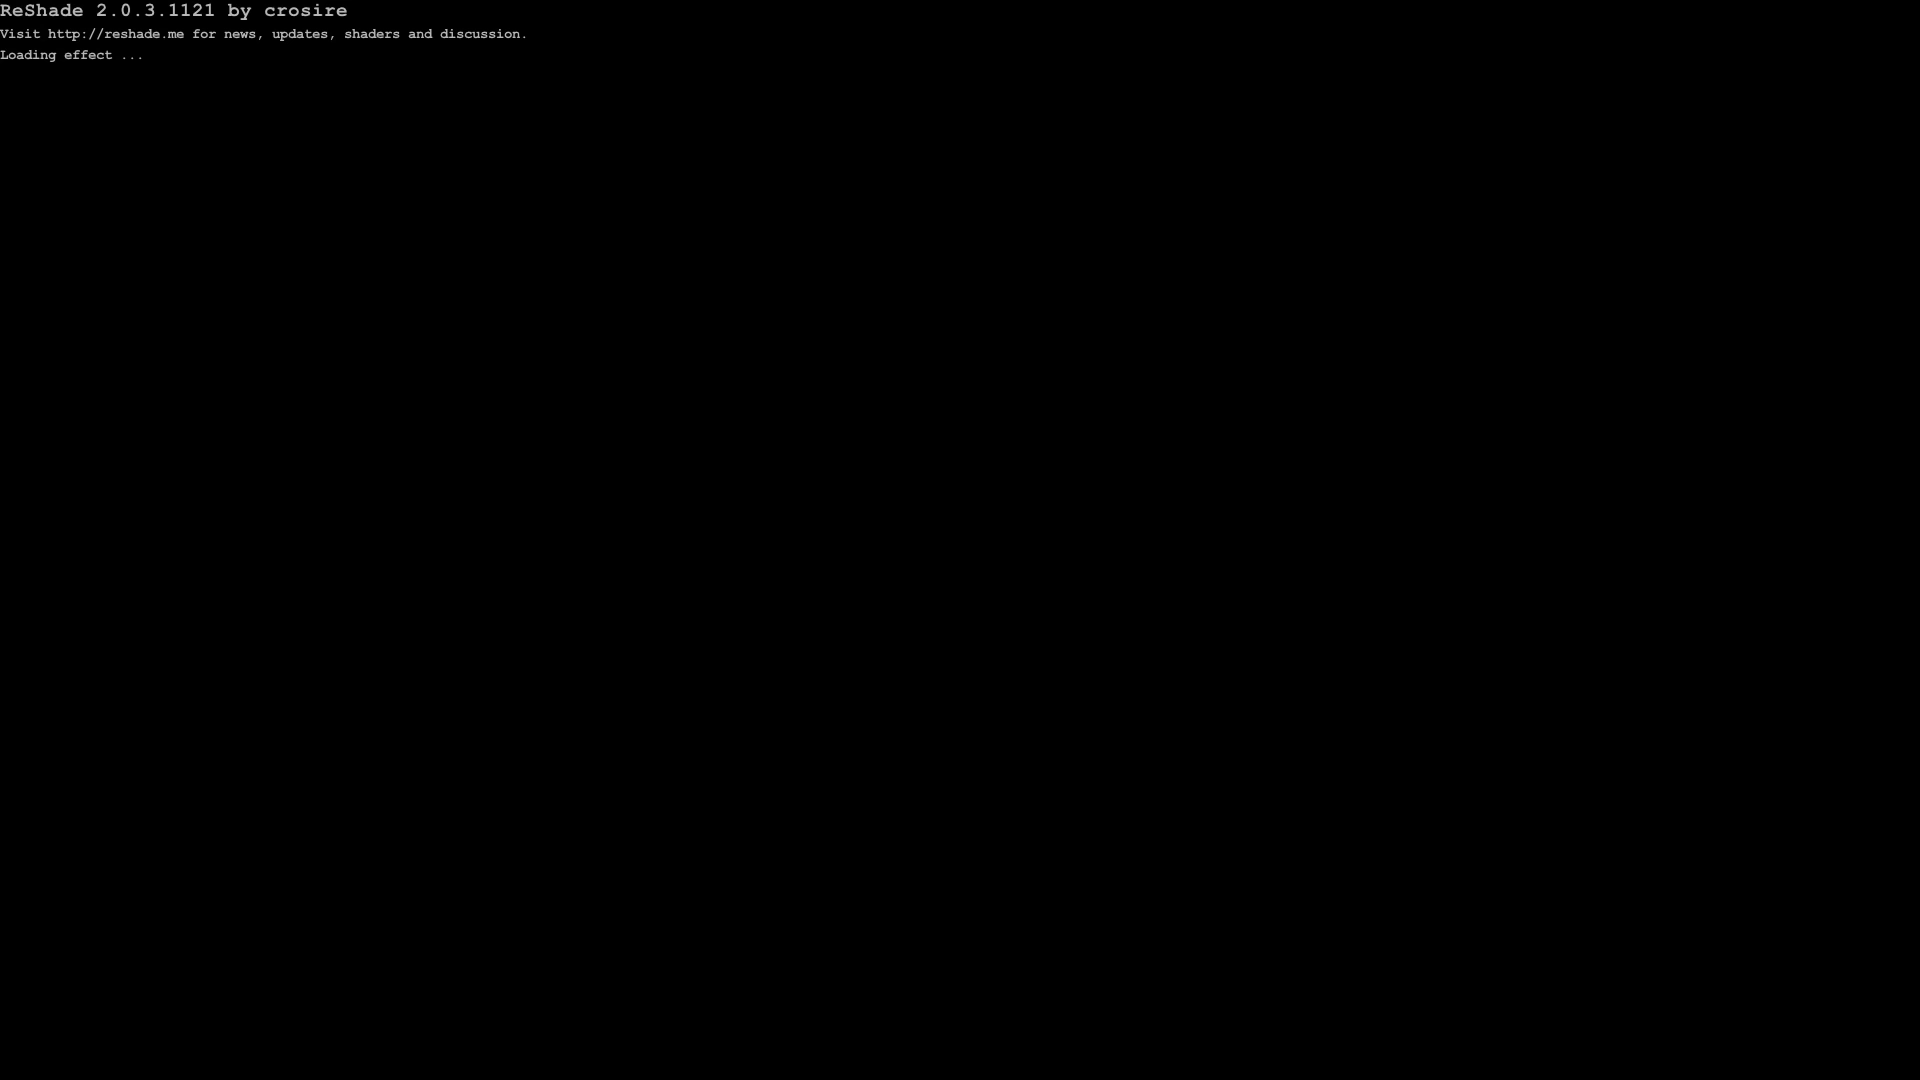 ReShade 2.0.3.1121 by crosire
Visit http://reshade.me for news, updates, shaders and discussion.
Loading effect ...